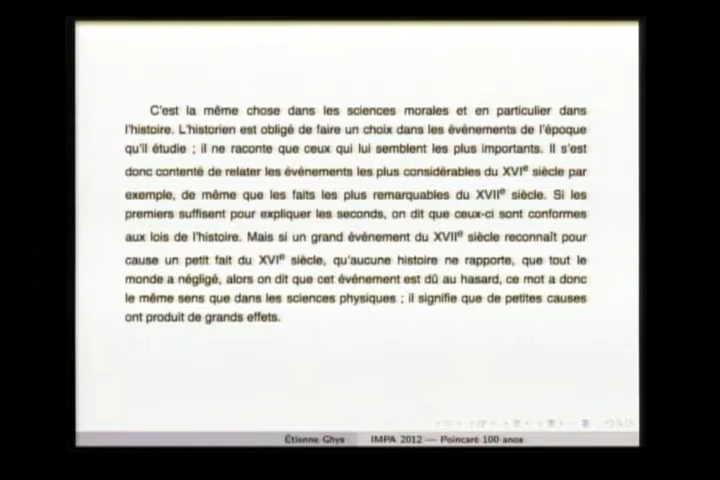 C'est la même chose dans les sciences morales et en particulier dans
l'histoire. L'historien est obligé de faire un choix dans les événements de l'époque
qu'il étudie ; il ne raconte que ceux qui lui semblent les plus importants. Il s'est
donc contenté de relater les événements les plus considérables du XVIe siècle par
exemple, de même que les faits les plus remarquables du XVIIe siècle. Si les
premiers suffisent pour expliquer les seconds, on dit que ceux-ci sont conformes
aux lois de l'histoire. Mais si un grand événement du XVIIe siècle reconnaît pour
cause un petit fait du XVIe siècle, qu'aucune histoire ne rapporte, que tout le
monde a négligé, alors on dit que cet événement est dû au hasard, ce mot a donc
le même sens que dans les sciences physiques ; il signifie que de petites causes
ont produit de grands effets.
Étienne Ghys IMPA 2012 — Poincaré 100 anos